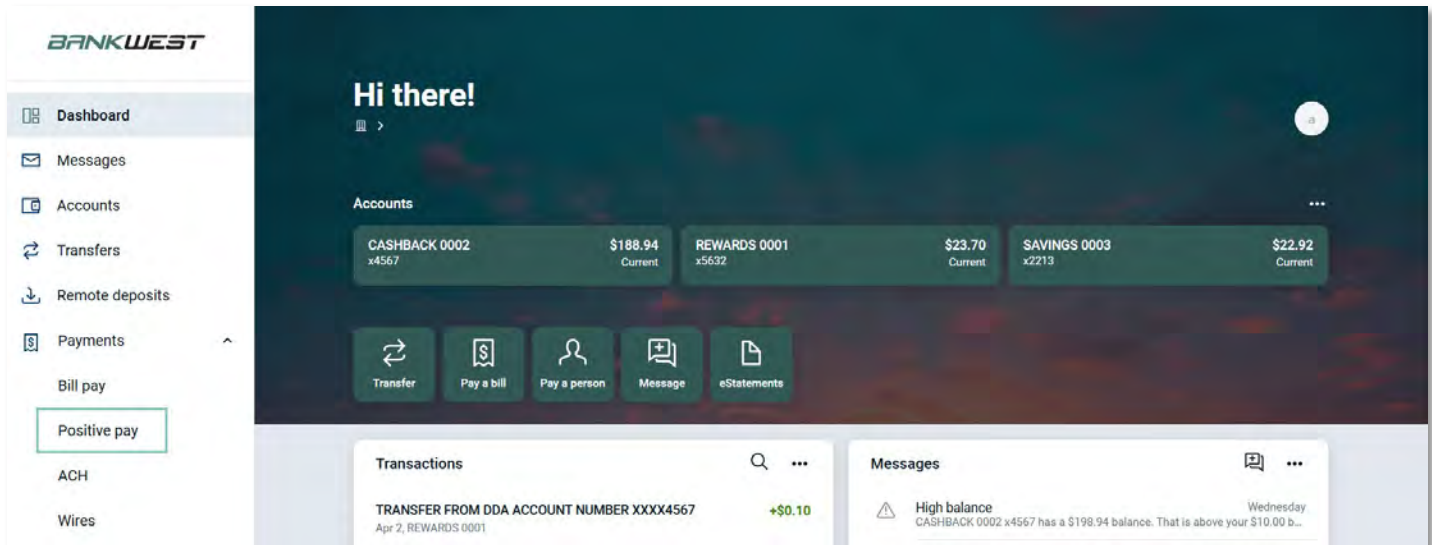 BANKWEST
Dashboard
Messages
Accounts
Transfers
Remote deposits
Payments
Bill pay
Positive pay
ACH
Wires
Hi there!
a
Accounts
CASHBACK 0002 $188.94
x4567 Current
REWARDS 0001 $23.70
x5632 Current
SAVINGS 0003 $22.92
x2213 Current
Transfer
Pay a bill
Pay a person
Message
eStatements
Transactions
TRANSFER FROM DDA ACCOUNT NUMBER XXXX4567 +$0.10
Apr 2, REWARDS 0001
Messages
High balance Wednesday
CASHBACK 0002 x4567 has a $198.94 balance. That is above your $10.00 b...